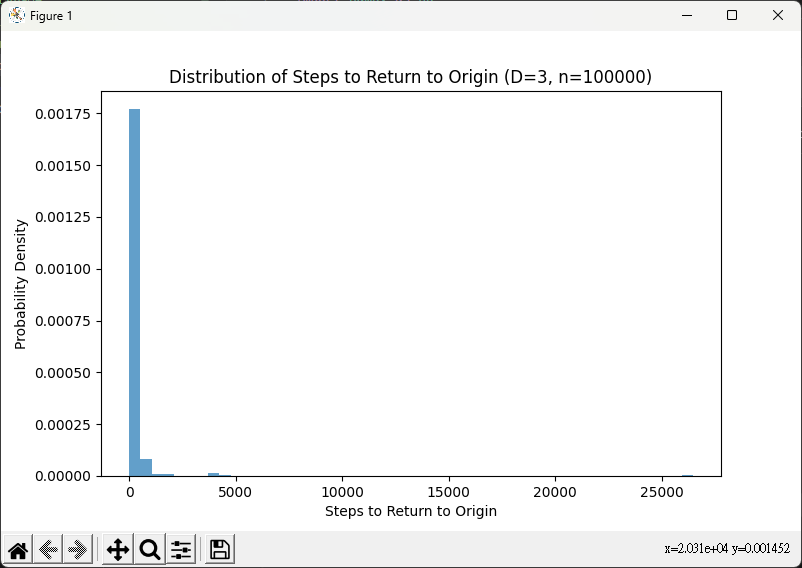 Figure 1
Distribution of Steps to Return to Origin (D=3, n=100000)
0.00175
0.00150
0.00125
0.00100
0.00075
0.00050
0.00025
0.00000
Probability Density
0 5000 10000 15000 20000 25000
Steps to Return to Origin
x=2.031e+04 y=0.001452